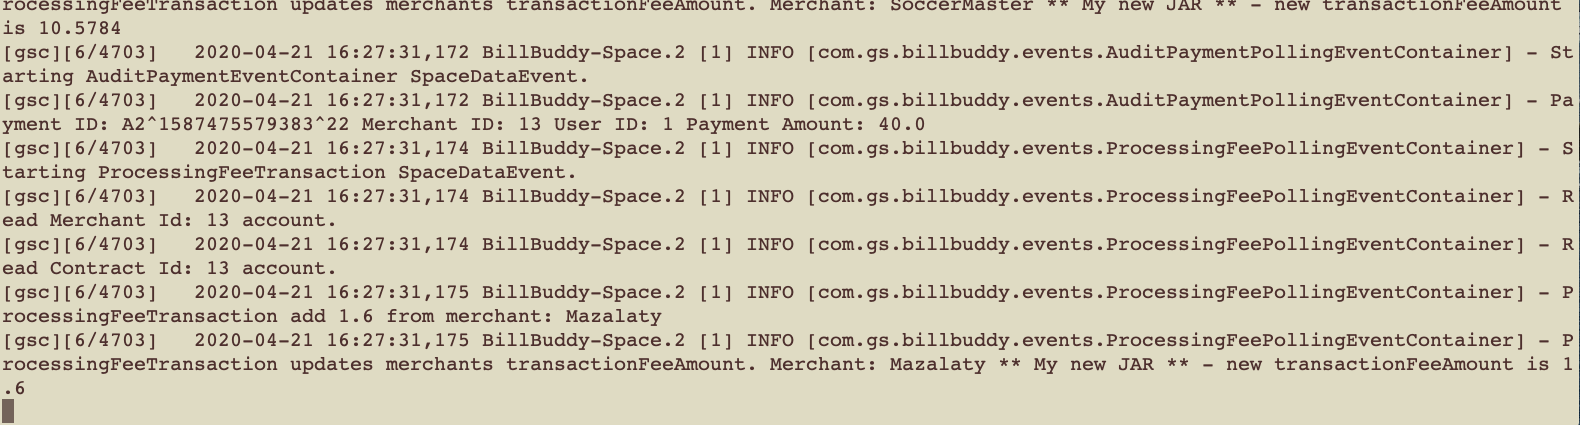 rocessingFeeTransaction updates merchants transactionFeeAmount. Merchant: SoccerMaster ** My new JAR ** - new transactionFeeAmount
is 10.5784
[gsc][6/4703]   2020-04-21 16:27:31,172 BillBuddy-Space.2 [1] INFO [com.gs.billbuddy.events.AuditPaymentPollingEventContainer] - St
arting AuditPaymentEventContainer SpaceDataEvent.
[gsc][6/4703]   2020-04-21 16:27:31,172 BillBuddy-Space.2 [1] INFO [com.gs.billbuddy.events.AuditPaymentPollingEventContainer] - Pa
yment ID: A2^1587475579383^22 Merchant ID: 13 User ID: 1 Payment Amount: 40.0
[gsc][6/4703]   2020-04-21 16:27:31,174 BillBuddy-Space.2 [1] INFO [com.gs.billbuddy.events.ProcessingFeePollingEventContainer] - S
tarting ProcessingFeeTransaction SpaceDataEvent.
[gsc][6/4703]   2020-04-21 16:27:31,174 BillBuddy-Space.2 [1] INFO [com.gs.billbuddy.events.ProcessingFeePollingEventContainer] - R
ead Merchant Id: 13 account.
[gsc][6/4703]   2020-04-21 16:27:31,174 BillBuddy-Space.2 [1] INFO [com.gs.billbuddy.events.ProcessingFeePollingEventContainer] - R
ead Contract Id: 13 account.
[gsc][6/4703]   2020-04-21 16:27:31,175 BillBuddy-Space.2 [1] INFO [com.gs.billbuddy.events.ProcessingFeePollingEventContainer] - P
rocessingFeeTransaction add 1.6 from merchant: Mazalaty
[gsc][6/4703]   2020-04-21 16:27:31,175 BillBuddy-Space.2 [1] INFO [com.gs.billbuddy.events.ProcessingFeePollingEventContainer] - P
rocessingFeeTransaction updates merchants transactionFeeAmount. Merchant: Mazalaty ** My new JAR ** - new transactionFeeAmount is 1
.6